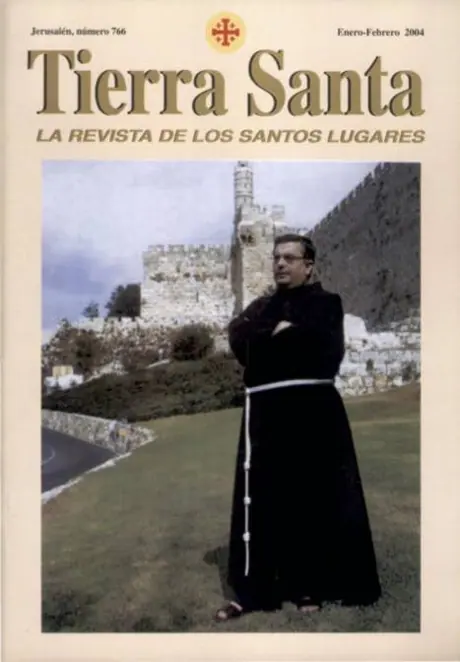 Jerusalén, número 766
Enero-Febrero 2004
Tierra Santa
LA REVISTA DE LOS SANTOS LUGARES